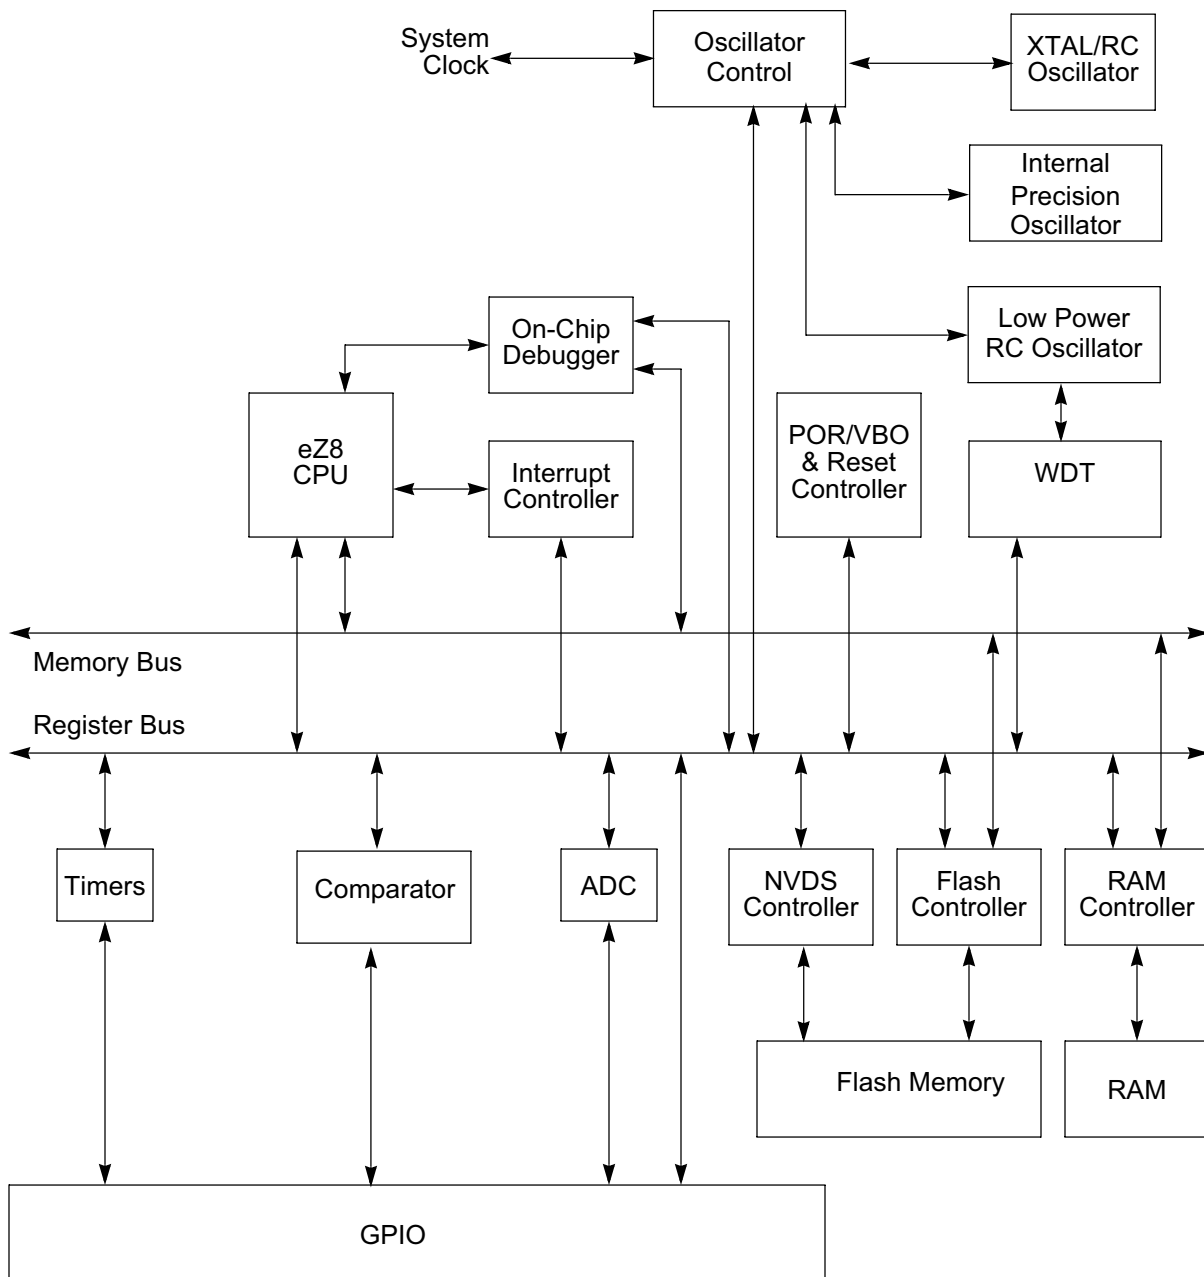 System
Clock
Oscillator
Control
XTAL/RC
Oscillator
Internal
Precision
Oscillator
On-Chip
Debugger
Low Power
RC Oscillator
eZ8
CPU
Interrupt
Controller
POR/VBO
& Reset
Controller
WDT
Memory Bus
Register Bus
Timers
Comparator
ADC
NVDS
Controller
Flash
Controller
RAM
Controller
Flash Memory
RAM
GPIO